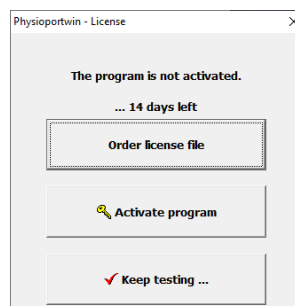 Physioportwin - License
The program is not activated.
... 14 days left
Order license file
Activate program
Keep testing ...